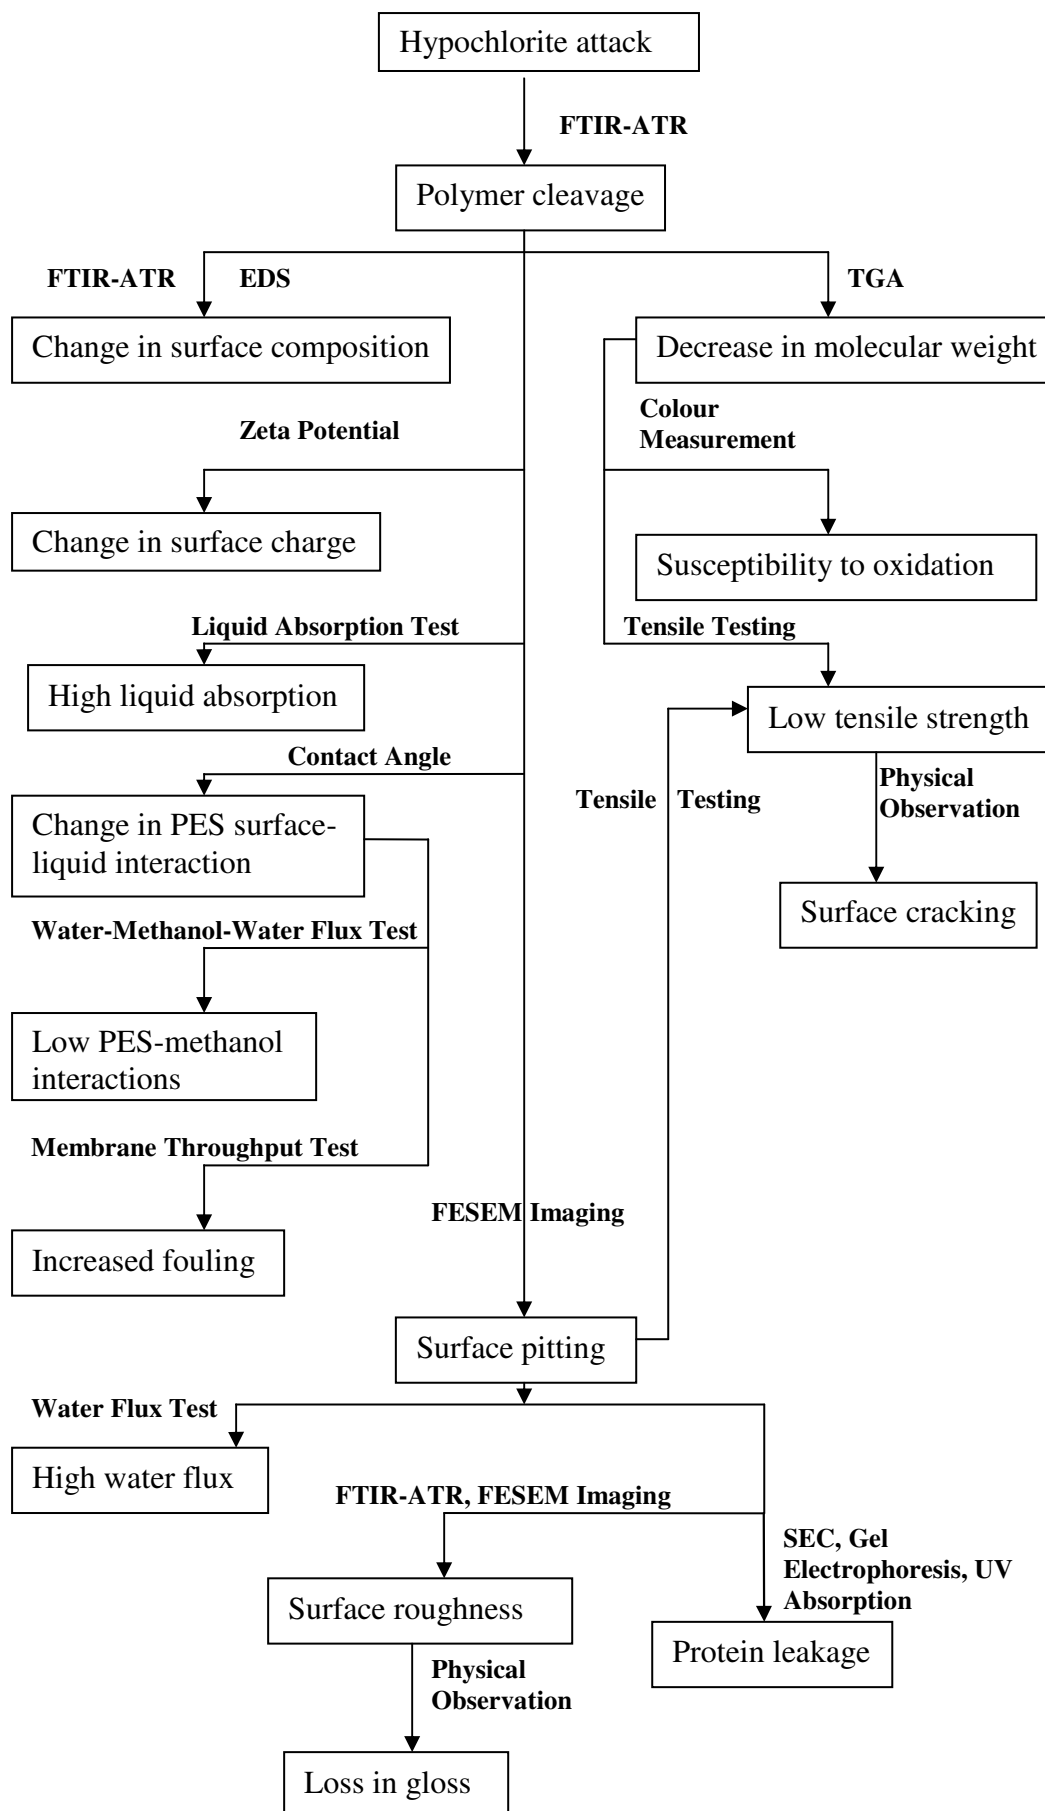 Hypochlorite attack
FTIR-ATR
Polymer cleavage
FTIR-ATR EDS
TGA
Change in surface composition
Decrease in molecular weight
Colour
Measurement
Zeta Potential
Change in surface charge
Susceptibility to oxidation
Liquid Absorption Test
Tensile Testing
High liquid absorption
Low tensile strength
Contact Angle
Tensile Testing
Physical
Observation
Change in PES surface-
liquid interaction
Surface cracking
Water-Methanol-Water Flux Test
Low PES-methanol
interactions
Membrane Throughput Test
FESEM Imaging
Increased fouling
Surface pitting
Water Flux Test
High water flux
FTIR-ATR, FESEM Imaging
SEC, Gel
Electrophoresis, UV
Absorption
Surface roughness
Protein leakage
Physical
Observation
Loss in gloss